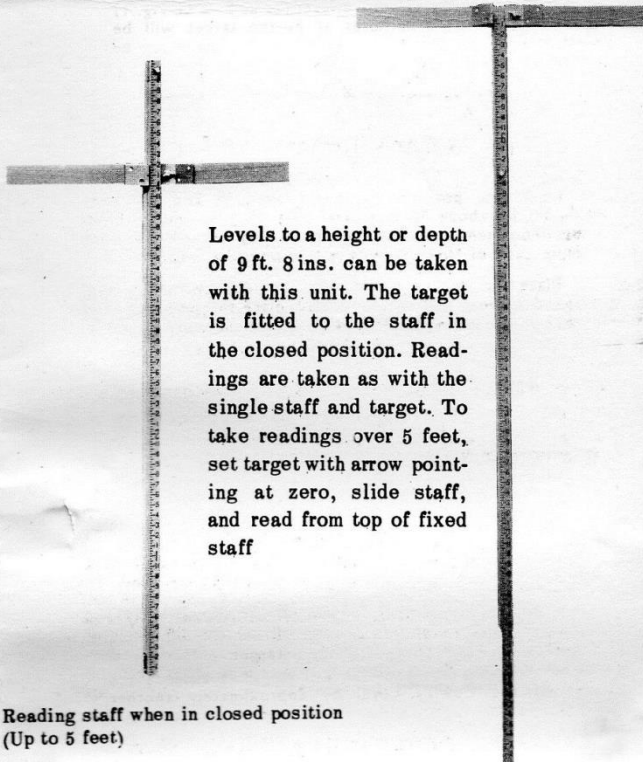 Levels to a height or depth
of 9 ft. 8 ins. can be taken
with this unit. The target
is fitted to the staff in
the closed position. Read-
ings are taken as with the
single staff and target. To
take readings over 5 feet,
set target with arrow point-
ing at zero, slide staff,
and read from top of fixed
staff
Reading staff when in closed position
(Up to 5 feet)